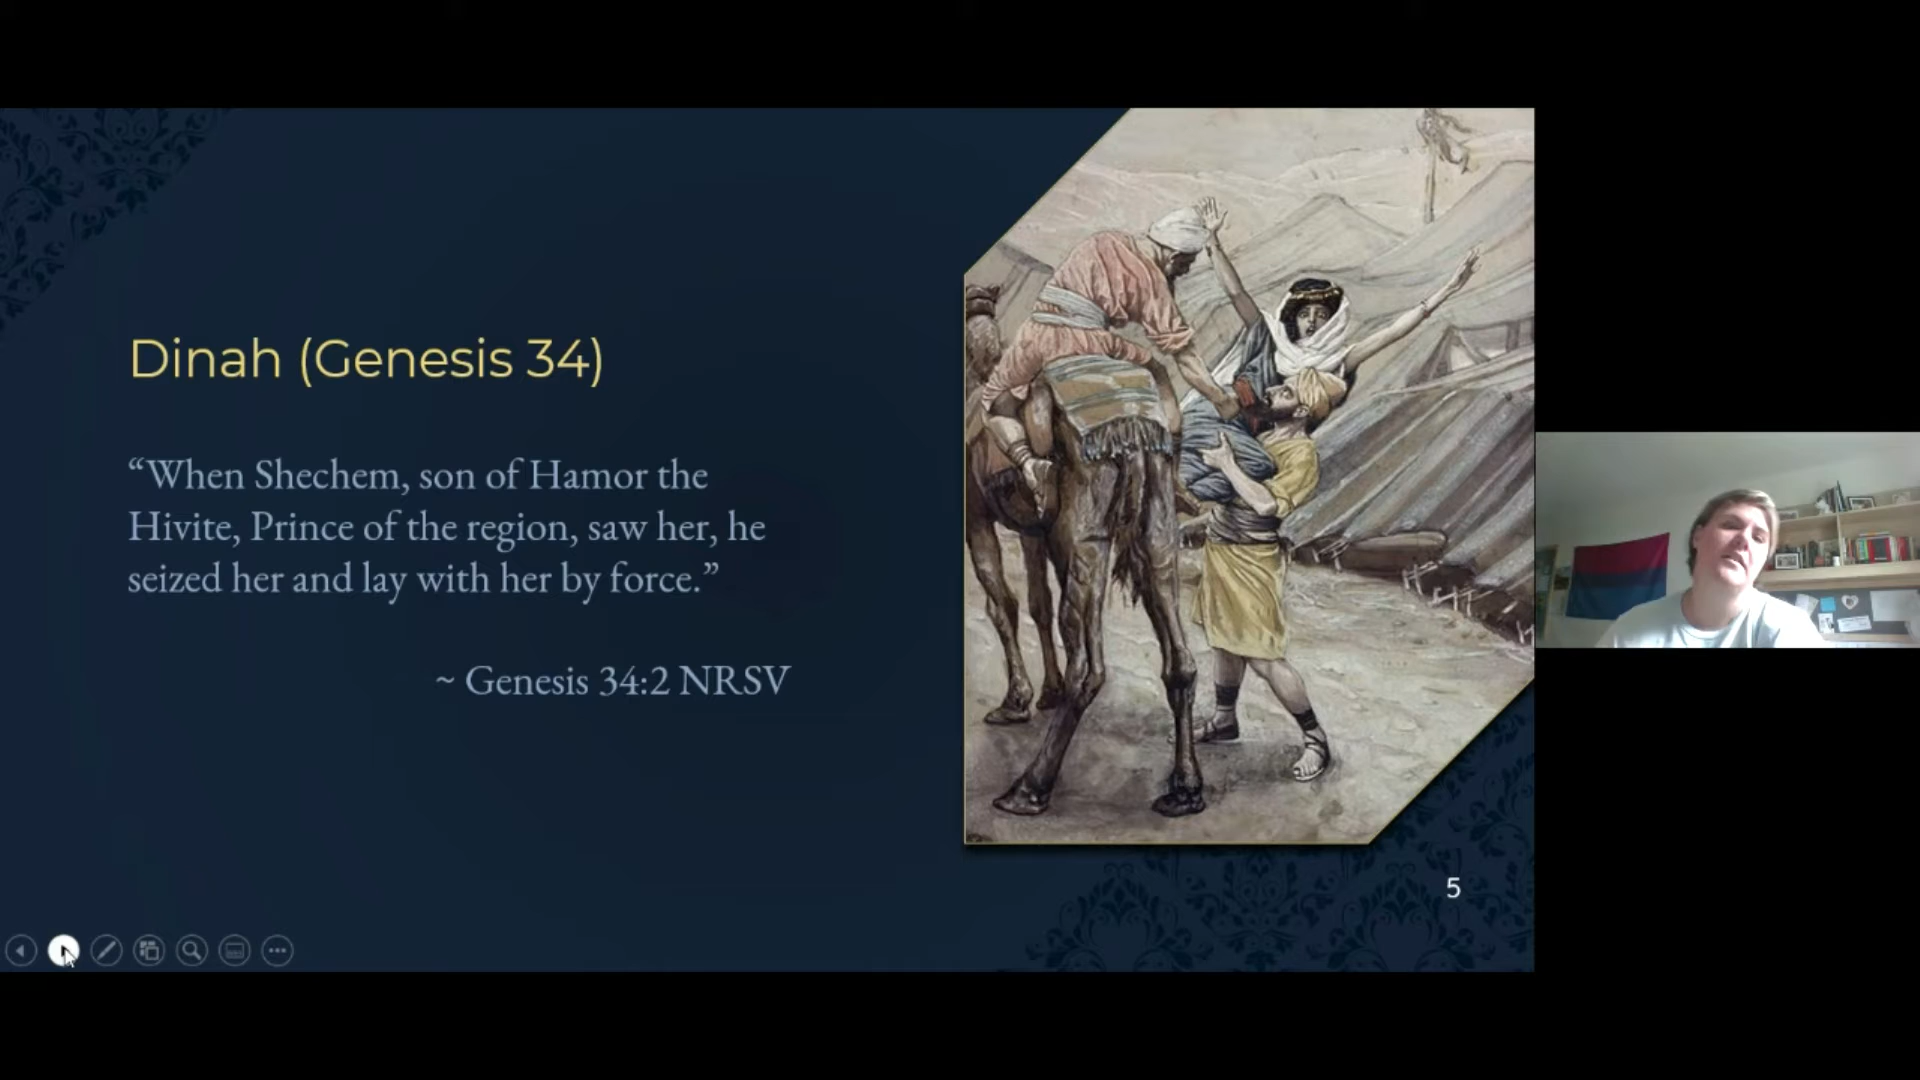 Dinah (Genesis 34)
“When Shechem, son of Hamor the
Hivite, Prince of the region, saw her, he
seized her and lay with her by force.”
~ Genesis 34:2 NRSV
5